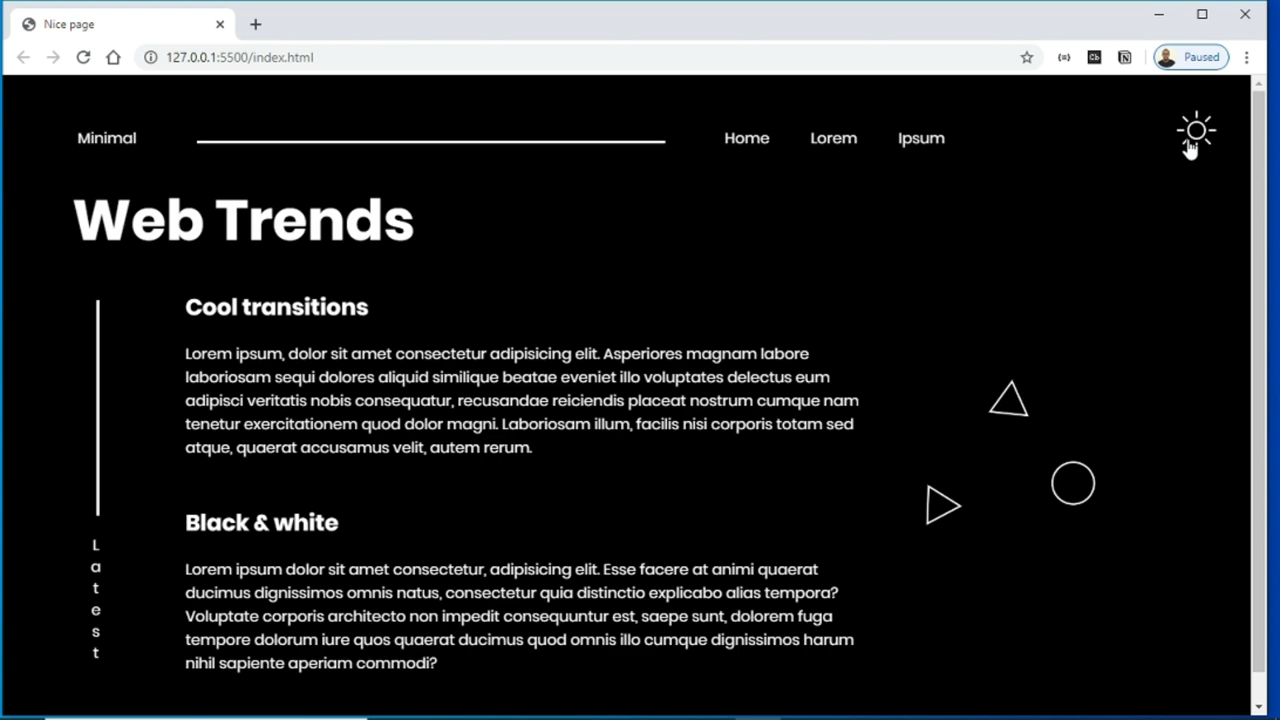 Nice page
127.0.0.1:5500/index.html
Paused
Minimal
Home Lorem Ipsum
Web Trends
Cool transitions
Lorem ipsum, dolor sit amet consectetur adipisicing elit. Asperiores magnam labore
laboriosam sequi dolores aliquid similique beatae eveniet illo voluptates delectus eum
adipisci veritatis nobis consequatur, recusandae reiciendis placeat nostrum cumque nam
tenetur exercitationem quod dolor magni. Laboriosam illum, facilis nisi corporis totam sed
atque, quaerat accusamus velit, autem rerum.
Black & white
Lorem ipsum dolor sit amet consectetur, adipisicing elit. Esse facere at animi quaerat
ducimus dignissimos omnis natus, consectetur quia distinctio explicabo alias tempora?
Voluptate corporis architecto non impedit consequuntur est, saepe sunt, dolorem fuga
tempore dolorum iure quos quaerat ducimus quod omnis illo cumque dignissimos harum
nihil sapiente aperiam commodi?
L
a
t
e
s
t